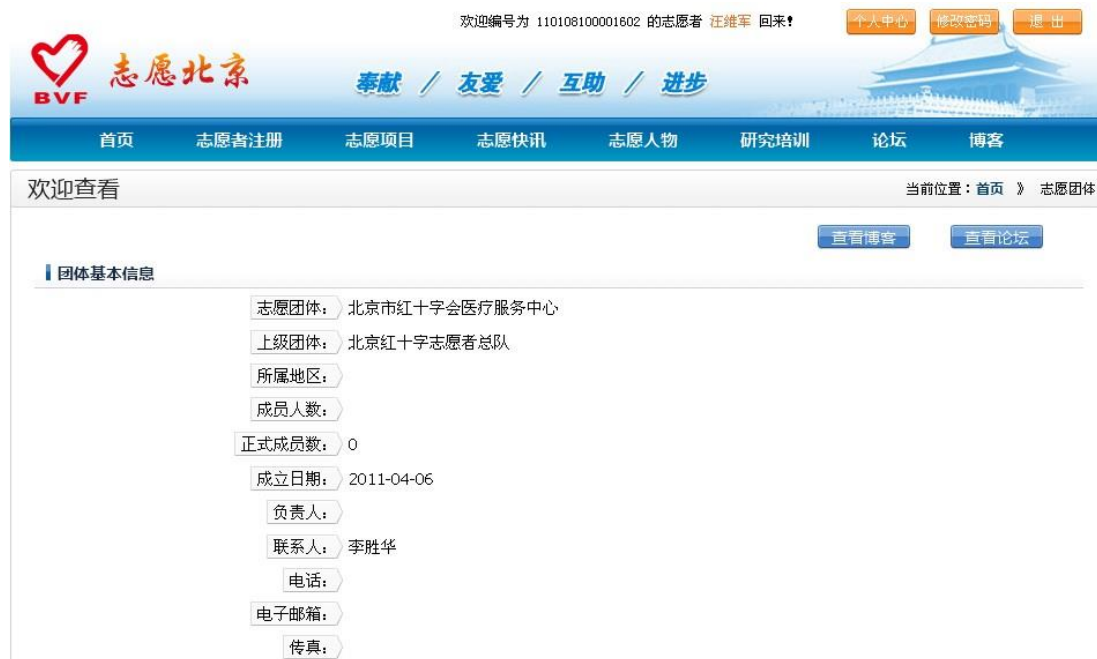 欢迎编号为 110108100001602 的志愿者 汪维军 回来!
个人中心 修改密码 退 出
BVF
志愿北京
奉献 / 友爱 / 互助 / 进步
首页 志愿者注册 志愿项目 志愿快讯 志愿人物 研究培训 论坛 博客
欢迎查看
当前位置：首页 》 志愿团体
查看博客 查看论坛
团体基本信息
志愿团体： 北京市红十字会医疗服务中心
上级团体： 北京红十字志愿者总队
所属地区：
成员人数：
正式成员数： 0
成立日期： 2011-04-06
负责人：
联系人： 李胜华
电话：
电子邮箱：
传真：